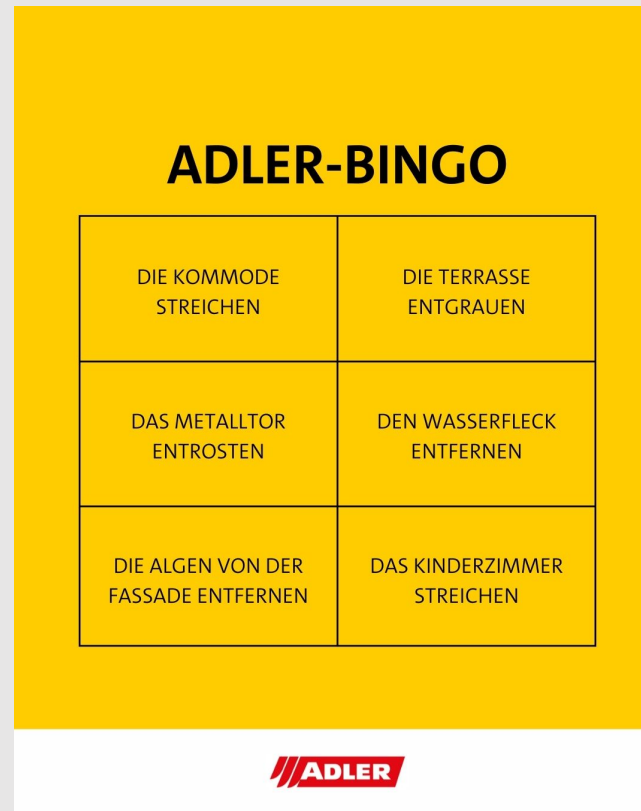 ADLER-BINGO
DIE KOMMODE
STREICHEN
DIE TERRASSE
ENTGRAUEN
DAS METALLTOR
ENTROSTEN
DEN WASSERFLECK
ENTFERNEN
DIE ALGEN VON DER
FASSADE ENTFERNEN
DAS KINDERZIMMER
STREICHEN
ADLER